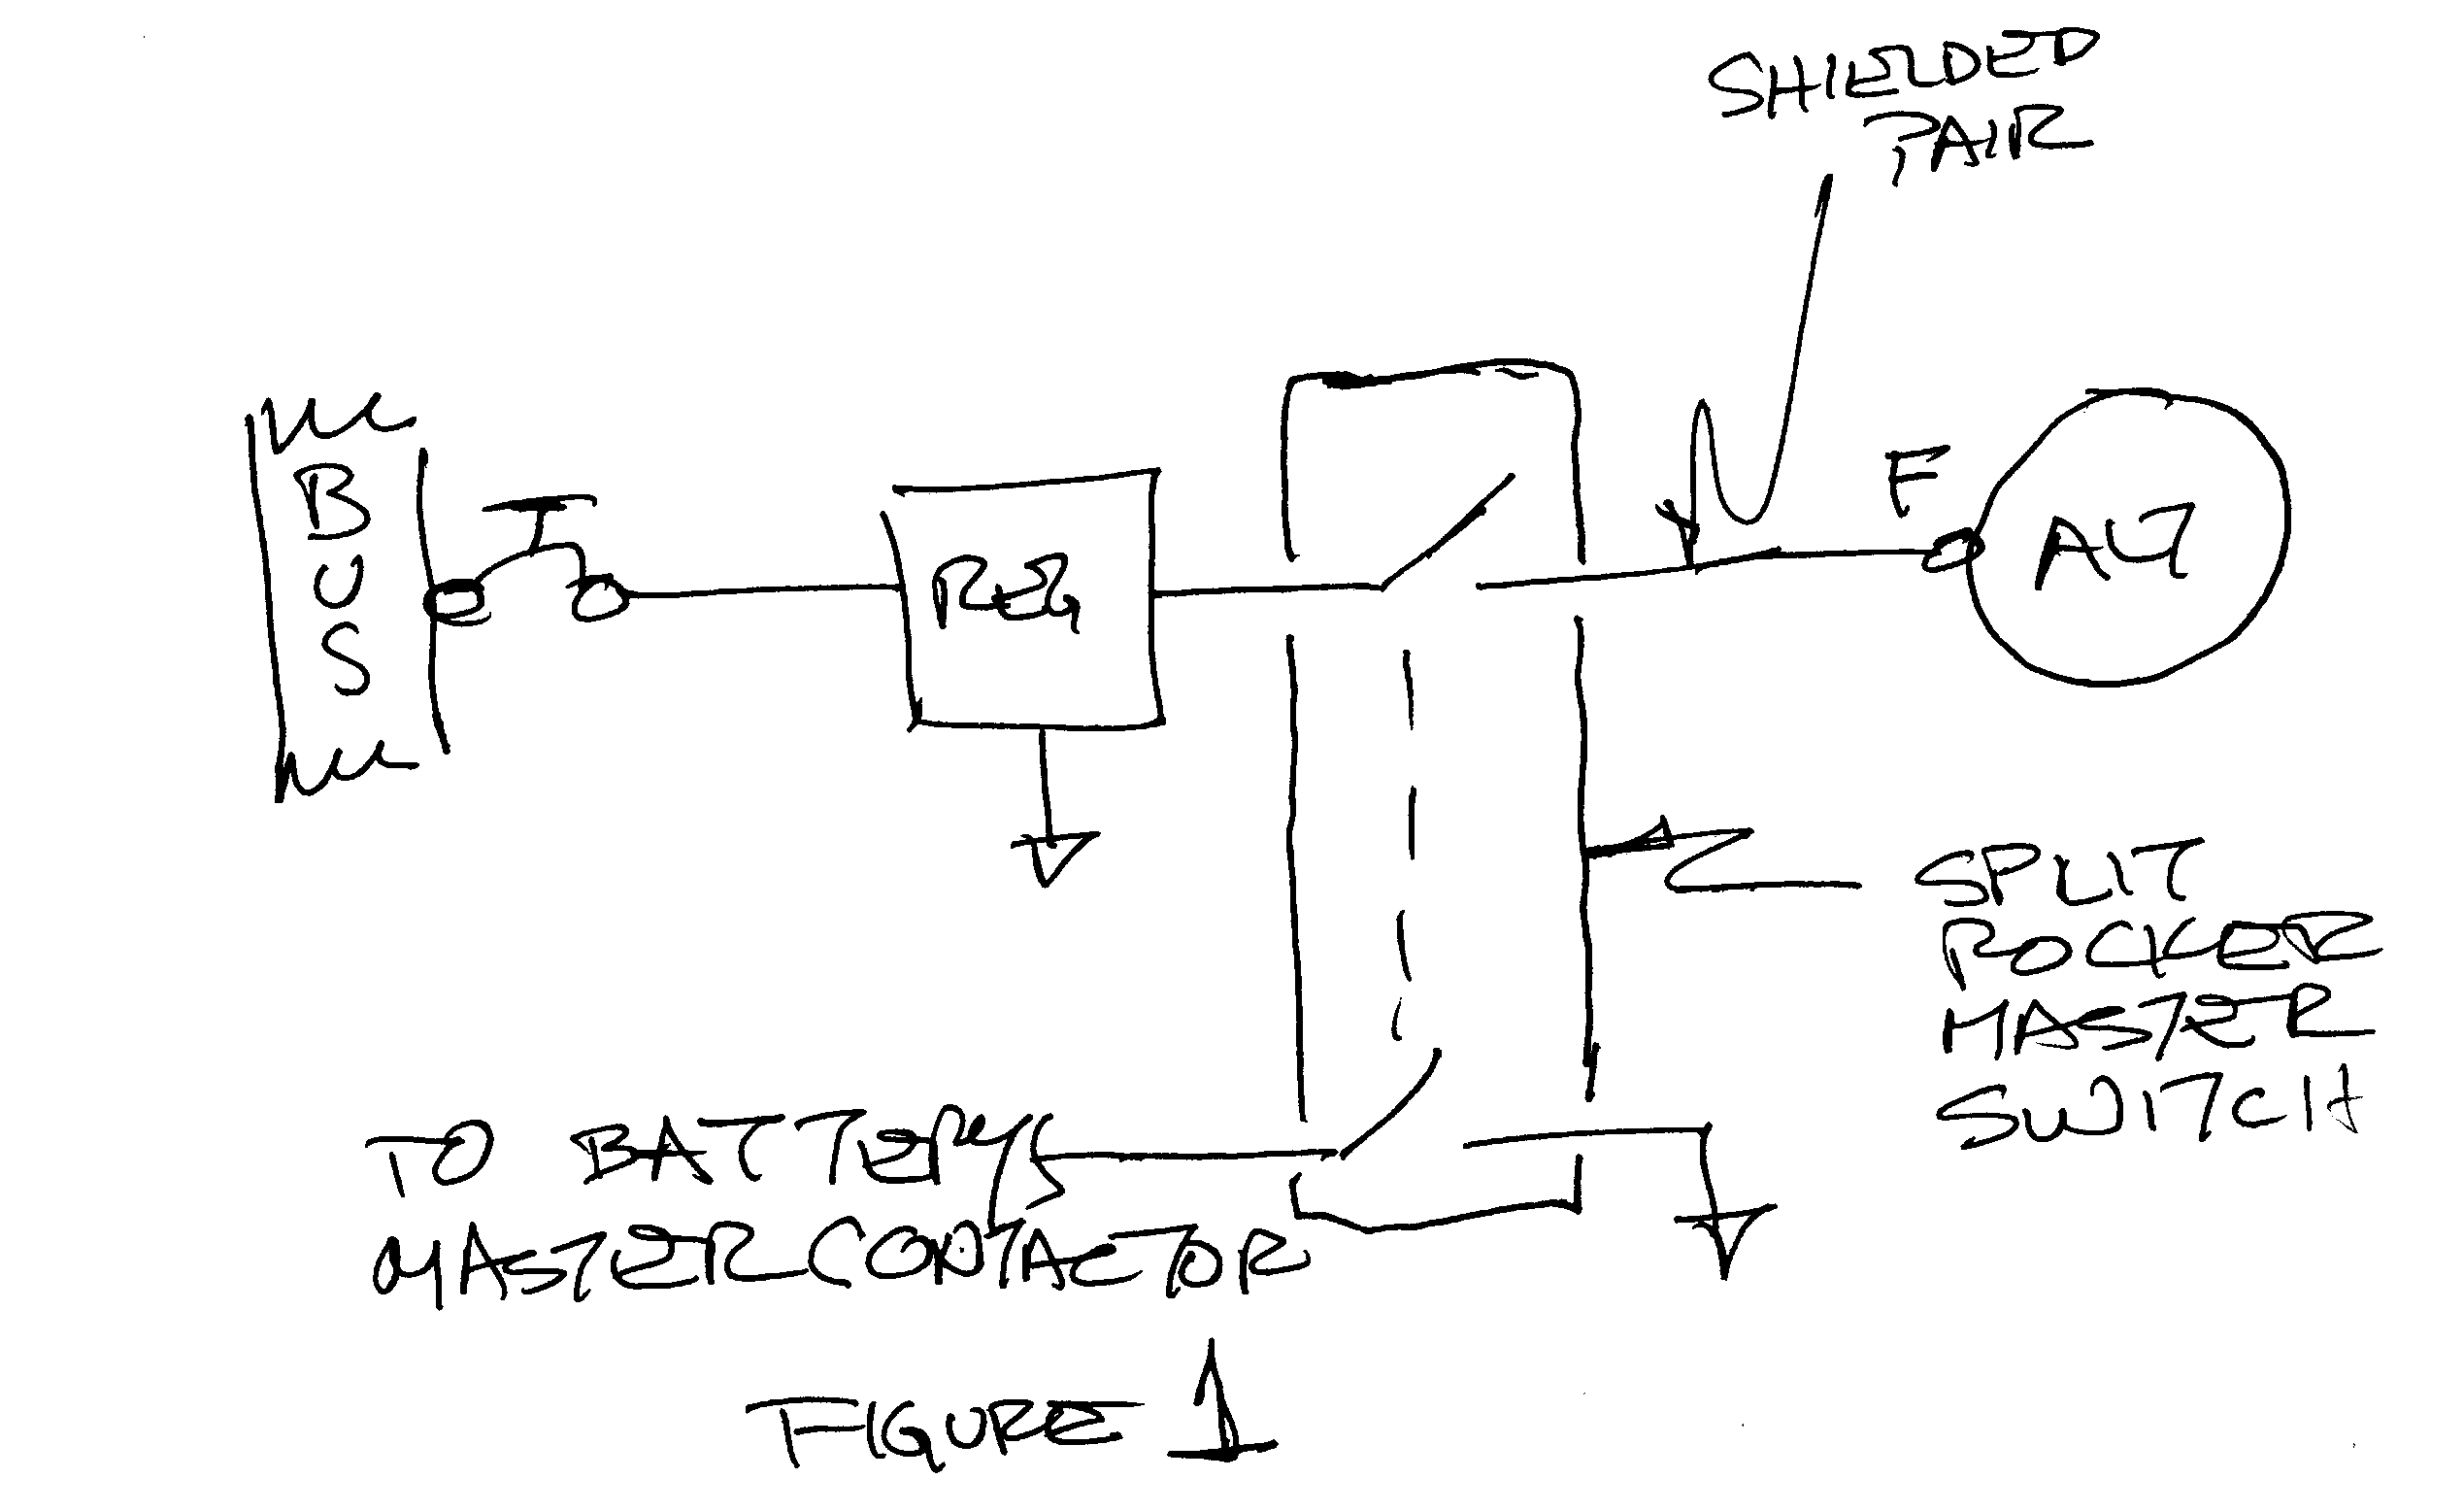 SHIELDED
PAIR
BUS
REG
F
ALT
SPLIT
ROCKER
MASTER
SWITCH
TO BATTERY
MASTER CONTACTOR
FIGURE 1